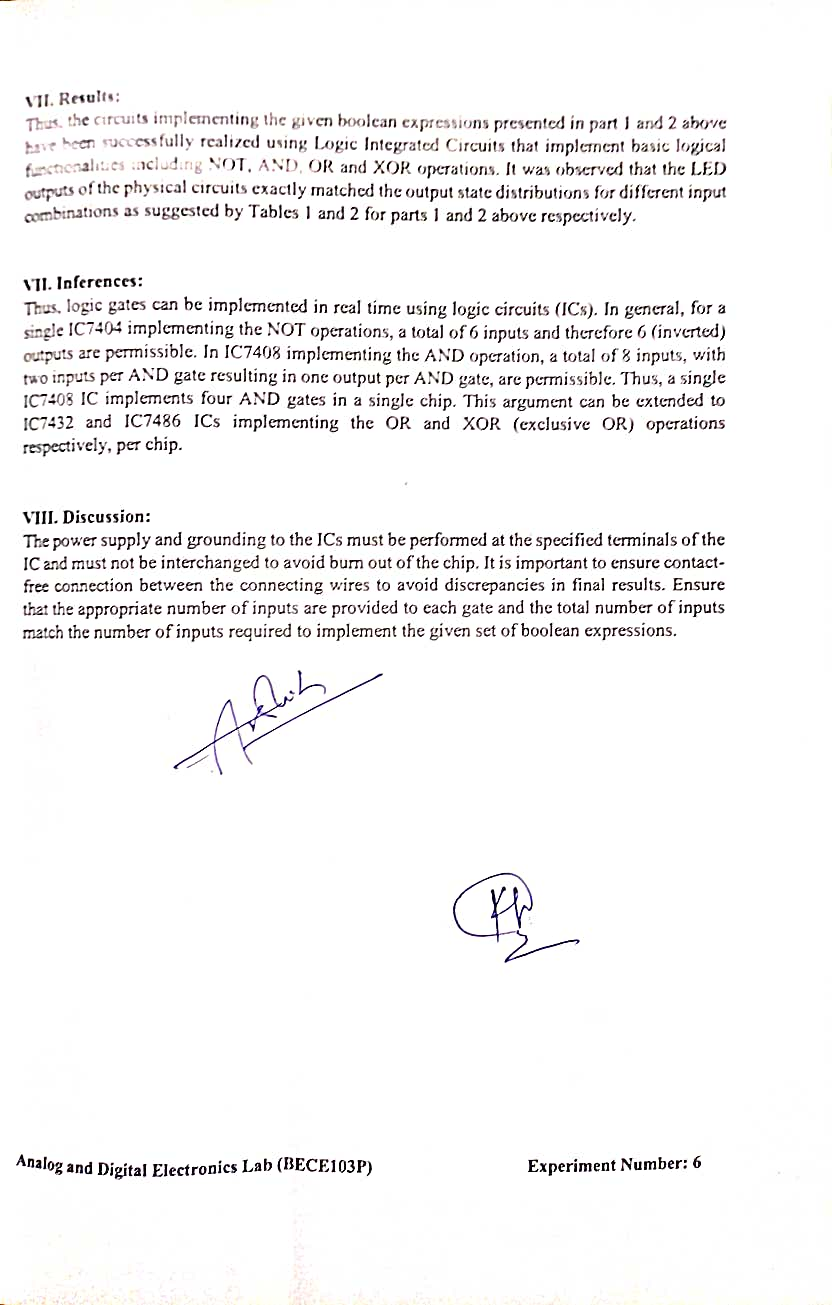 VII. Results:
Thus, the circuits implementing the given boolean expressions presented in part 1 and 2 above
have been successfully realized using Logic Integrated Circuits that implement basic logical
functionalities including NOT, AND, OR and XOR operations. It was observed that the LED
outputs of the physical circuits exactly matched the output state distributions for different input
combinations as suggested by Tables 1 and 2 for parts 1 and 2 above respectively.
VII. Inferences:
Thus, logic gates can be implemented in real time using logic circuits (ICs). In general, for a
single IC7404 implementing the NOT operations, a total of 6 inputs and therefore 6 (inverted)
outputs are permissible. In IC7408 implementing the AND operation, a total of 8 inputs, with
two inputs per AND gate resulting in one output per AND gate, are permissible. Thus, a single
IC7408 IC implements four AND gates in a single chip. This argument can be extended to
IC7432 and IC7486 ICs implementing the OR and XOR (exclusive OR) operations
respectively, per chip.
VIII. Discussion:
The power supply and grounding to the ICs must be performed at the specified terminals of the
IC and must not be interchanged to avoid burn out of the chip. It is important to ensure contact-
free connection between the connecting wires to avoid discrepancies in final results. Ensure
that the appropriate number of inputs are provided to each gate and the total number of inputs
match the number of inputs required to implement the given set of boolean expressions.
Analog and Digital Electronics Lab (BECE103P) Experiment Number: 6